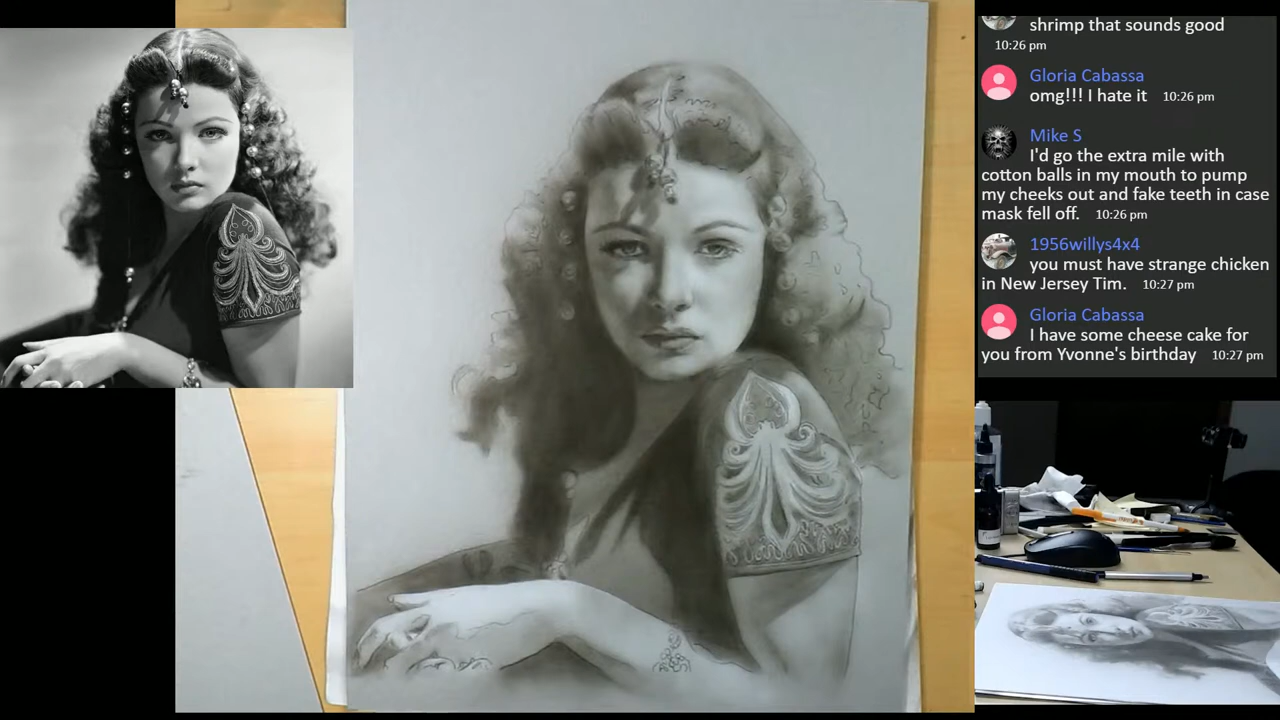 shrimp that sounds good
10:26 pm
Gloria Cabassa
omg!!! I hate it 10:26 pm
Mike S
I'd go the extra mile with
cotton balls in my mouth to pump
my cheeks out and fake teeth in case
mask fell off. 10:26 pm
1956willys4x4
you must have strange chicken
in New Jersey Tim. 10:27 pm
Gloria Cabassa
I have some cheese cake for
you from Yvonne's birthday 10:27 pm